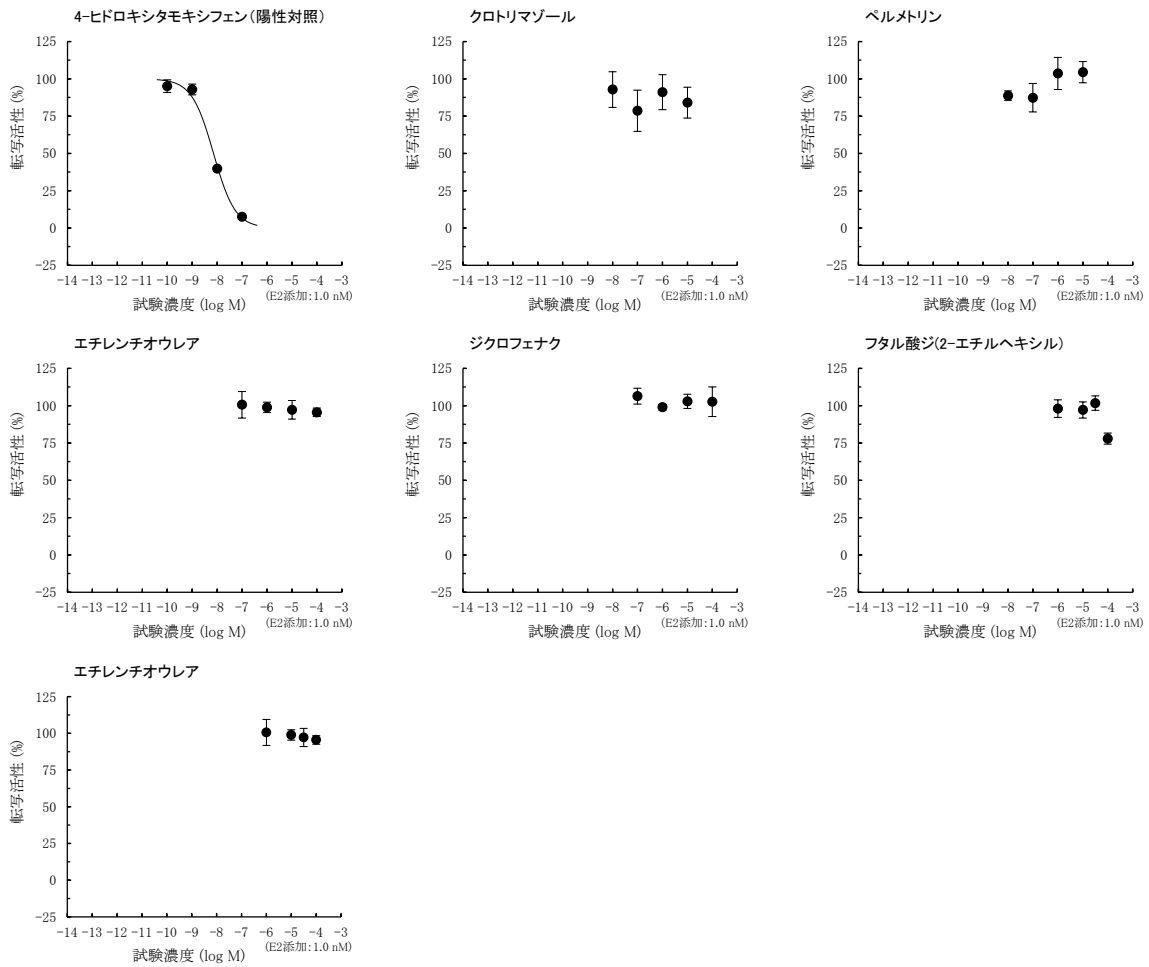 4-ヒドロキシタモキシフェン(陽性対照)
転写活性 (%)
125
100
75
50
25
0
−25
−14 −13 −12 −11 −10 −9 −8 −7 −6 −5 −4 −3
(E2添加:1.0 nM)
試験濃度 (log M)
クロトリマゾール
転写活性 (%)
125
100
75
50
25
0
−25
−14 −13 −12 −11 −10 −9 −8 −7 −6 −5 −4 −3
(E2添加:1.0 nM)
試験濃度 (log M)
ペルメトリン
転写活性 (%)
125
100
75
50
25
0
−25
−14 −13 −12 −11 −10 −9 −8 −7 −6 −5 −4 −3
(E2添加:1.0 nM)
試験濃度 (log M)
エチレンチオウレア
転写活性 (%)
125
100
75
50
25
0
−25
−14 −13 −12 −11 −10 −9 −8 −7 −6 −5 −4 −3
(E2添加:1.0 nM)
試験濃度 (log M)
ジクロフェナク
転写活性 (%)
125
100
75
50
25
0
−25
−14 −13 −12 −11 −10 −9 −8 −7 −6 −5 −4 −3
(E2添加:1.0 nM)
試験濃度 (log M)
フタル酸ジ(2-エチルヘキシル)
転写活性 (%)
125
100
75
50
25
0
−25
−14 −13 −12 −11 −10 −9 −8 −7 −6 −5 −4 −3
(E2添加:1.0 nM)
試験濃度 (log M)
エチレンチオウレア
転写活性 (%)
125
100
75
50
25
0
−25
−14 −13 −12 −11 −10 −9 −8 −7 −6 −5 −4 −3
(E2添加:1.0 nM)
試験濃度 (log M)